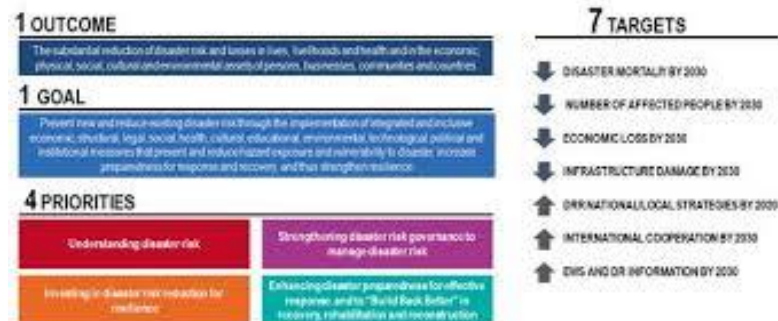 1 OUTCOME
The substantial reduction of disaster risk and losses in lives, livelihoods and health and in the economic,
physical, social, cultural and environmental assets of persons, businesses, communities and countries
1 GOAL
Prevent new and reduce existing disaster risk through the implementation of integrated and inclusive
economic, structural, legal, social, health, cultural, educational, environmental, technological, political and
institutional measures that prevent and reduce hazard exposure and vulnerability to disaster, increase
preparedness for response and recovery, and thus strengthen resilience
4 PRIORITIES
Understanding disaster risk
Strengthening disaster risk governance to
manage disaster risk
Investing in disaster risk reduction for
resilience
Enhancing disaster preparedness for effective
response, and to "Build Back Better" in
recovery, rehabilitation and reconstruction
7 TARGETS
DISASTER MORTALITY BY 2030
NUMBER OF AFFECTED PEOPLE BY 2030
ECONOMIC LOSS BY 2030
INFRASTRUCTURE DAMAGE BY 2030
DRR NATIONAL/LOCAL STRATEGIES BY 2020
INTERNATIONAL COOPERATION BY 2030
EWS AND DR INFORMATION BY 2030